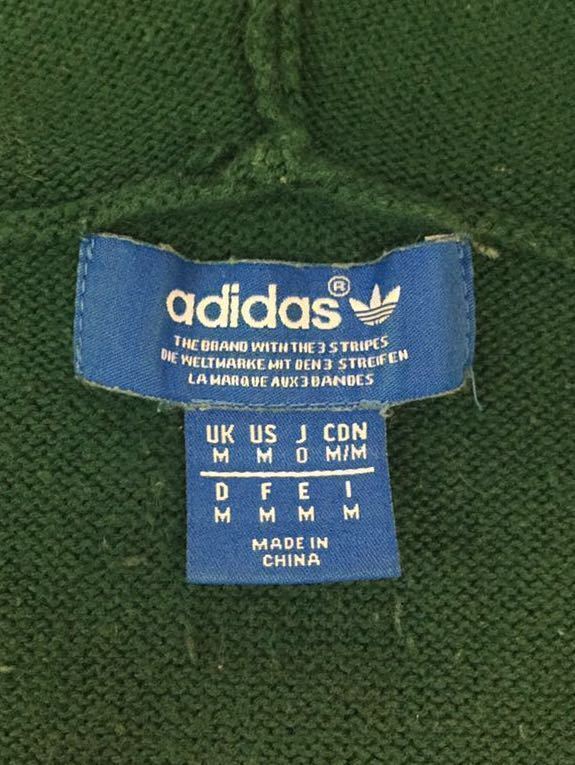 adidas®
THE BRAND WITH THE 3 STRIPES
DIE WELTMARKE MIT DEN 3 STREIFEN
LA MARQUE AUX 3 BANDES
UK US J CDN
M M O M/M
D F E I
M M M M
MADE IN
CHINA